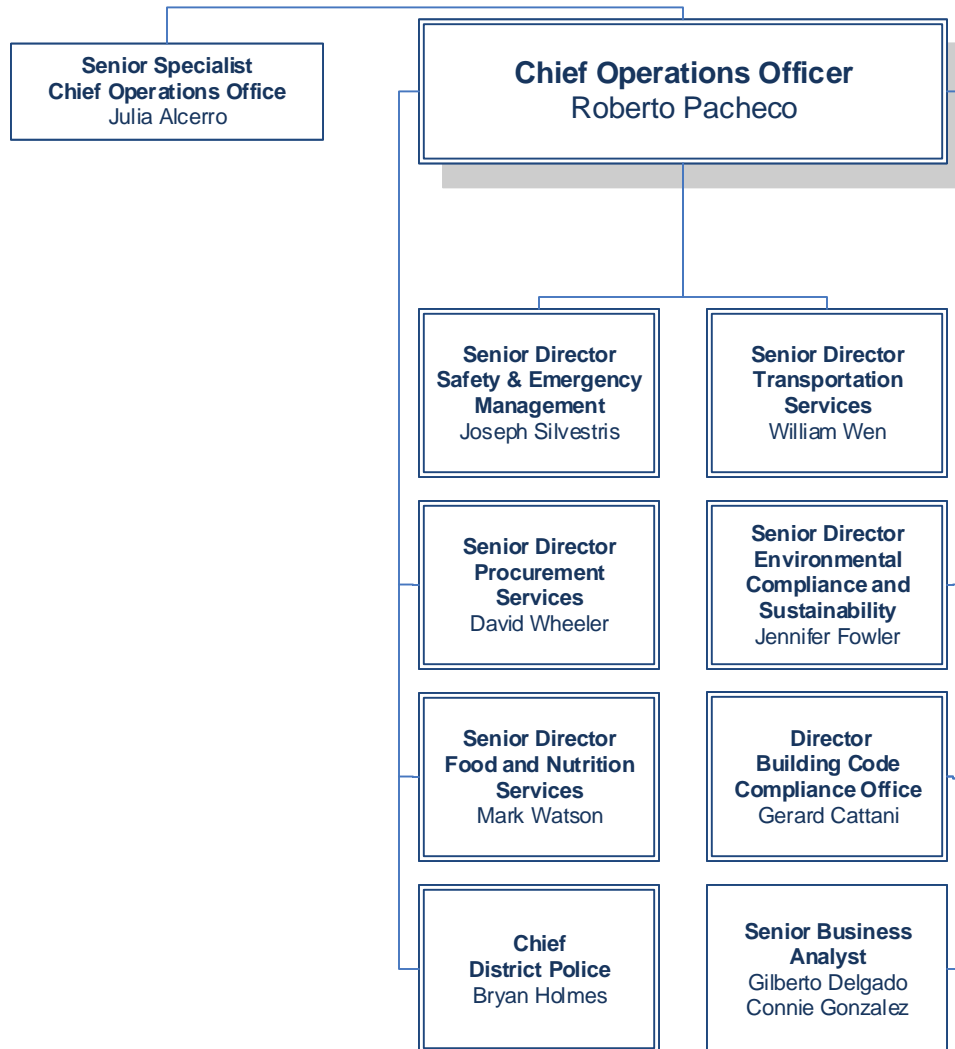 Senior Specialist
Chief Operations Office
Julia Alcerro
Chief Operations Officer
Roberto Pacheco
Senior Director
Safety & Emergency
Management
Joseph Silvestris
Senior Director
Transportation
Services
William Wen
Senior Director
Procurement
Services
David Wheeler
Senior Director
Environmental
Compliance and
Sustainability
Jennifer Fowler
Senior Director
Food and Nutrition
Services
Mark Watson
Director
Building Code
Compliance Office
Gerard Cattani
Chief
District Police
Bryan Holmes
Senior Business
Analyst
Gilberto Delgado
Connie Gonzalez